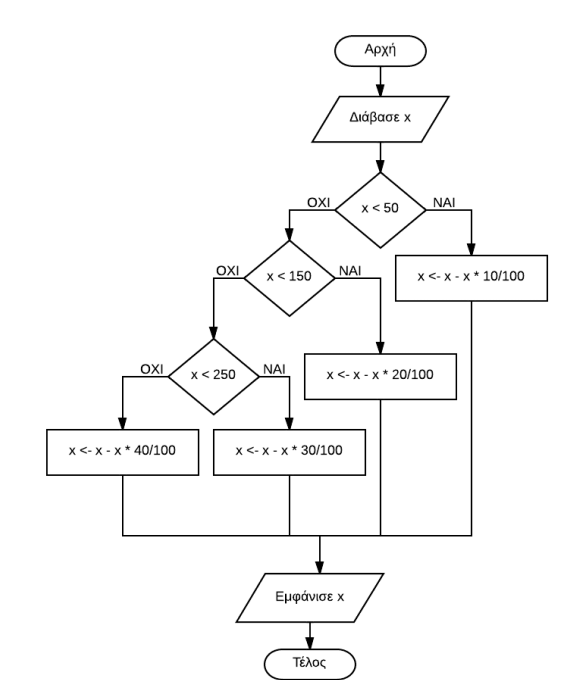 Αρχή
Διάβασε x
x < 50
ΟΧΙ
ΝΑΙ
x < 150
ΟΧΙ
ΝΑΙ
x <- x - x * 10/100
x < 250
ΟΧΙ
ΝΑΙ
x <- x - x * 20/100
x <- x - x * 40/100
x <- x - x * 30/100
Εμφάνισε x
Τέλος